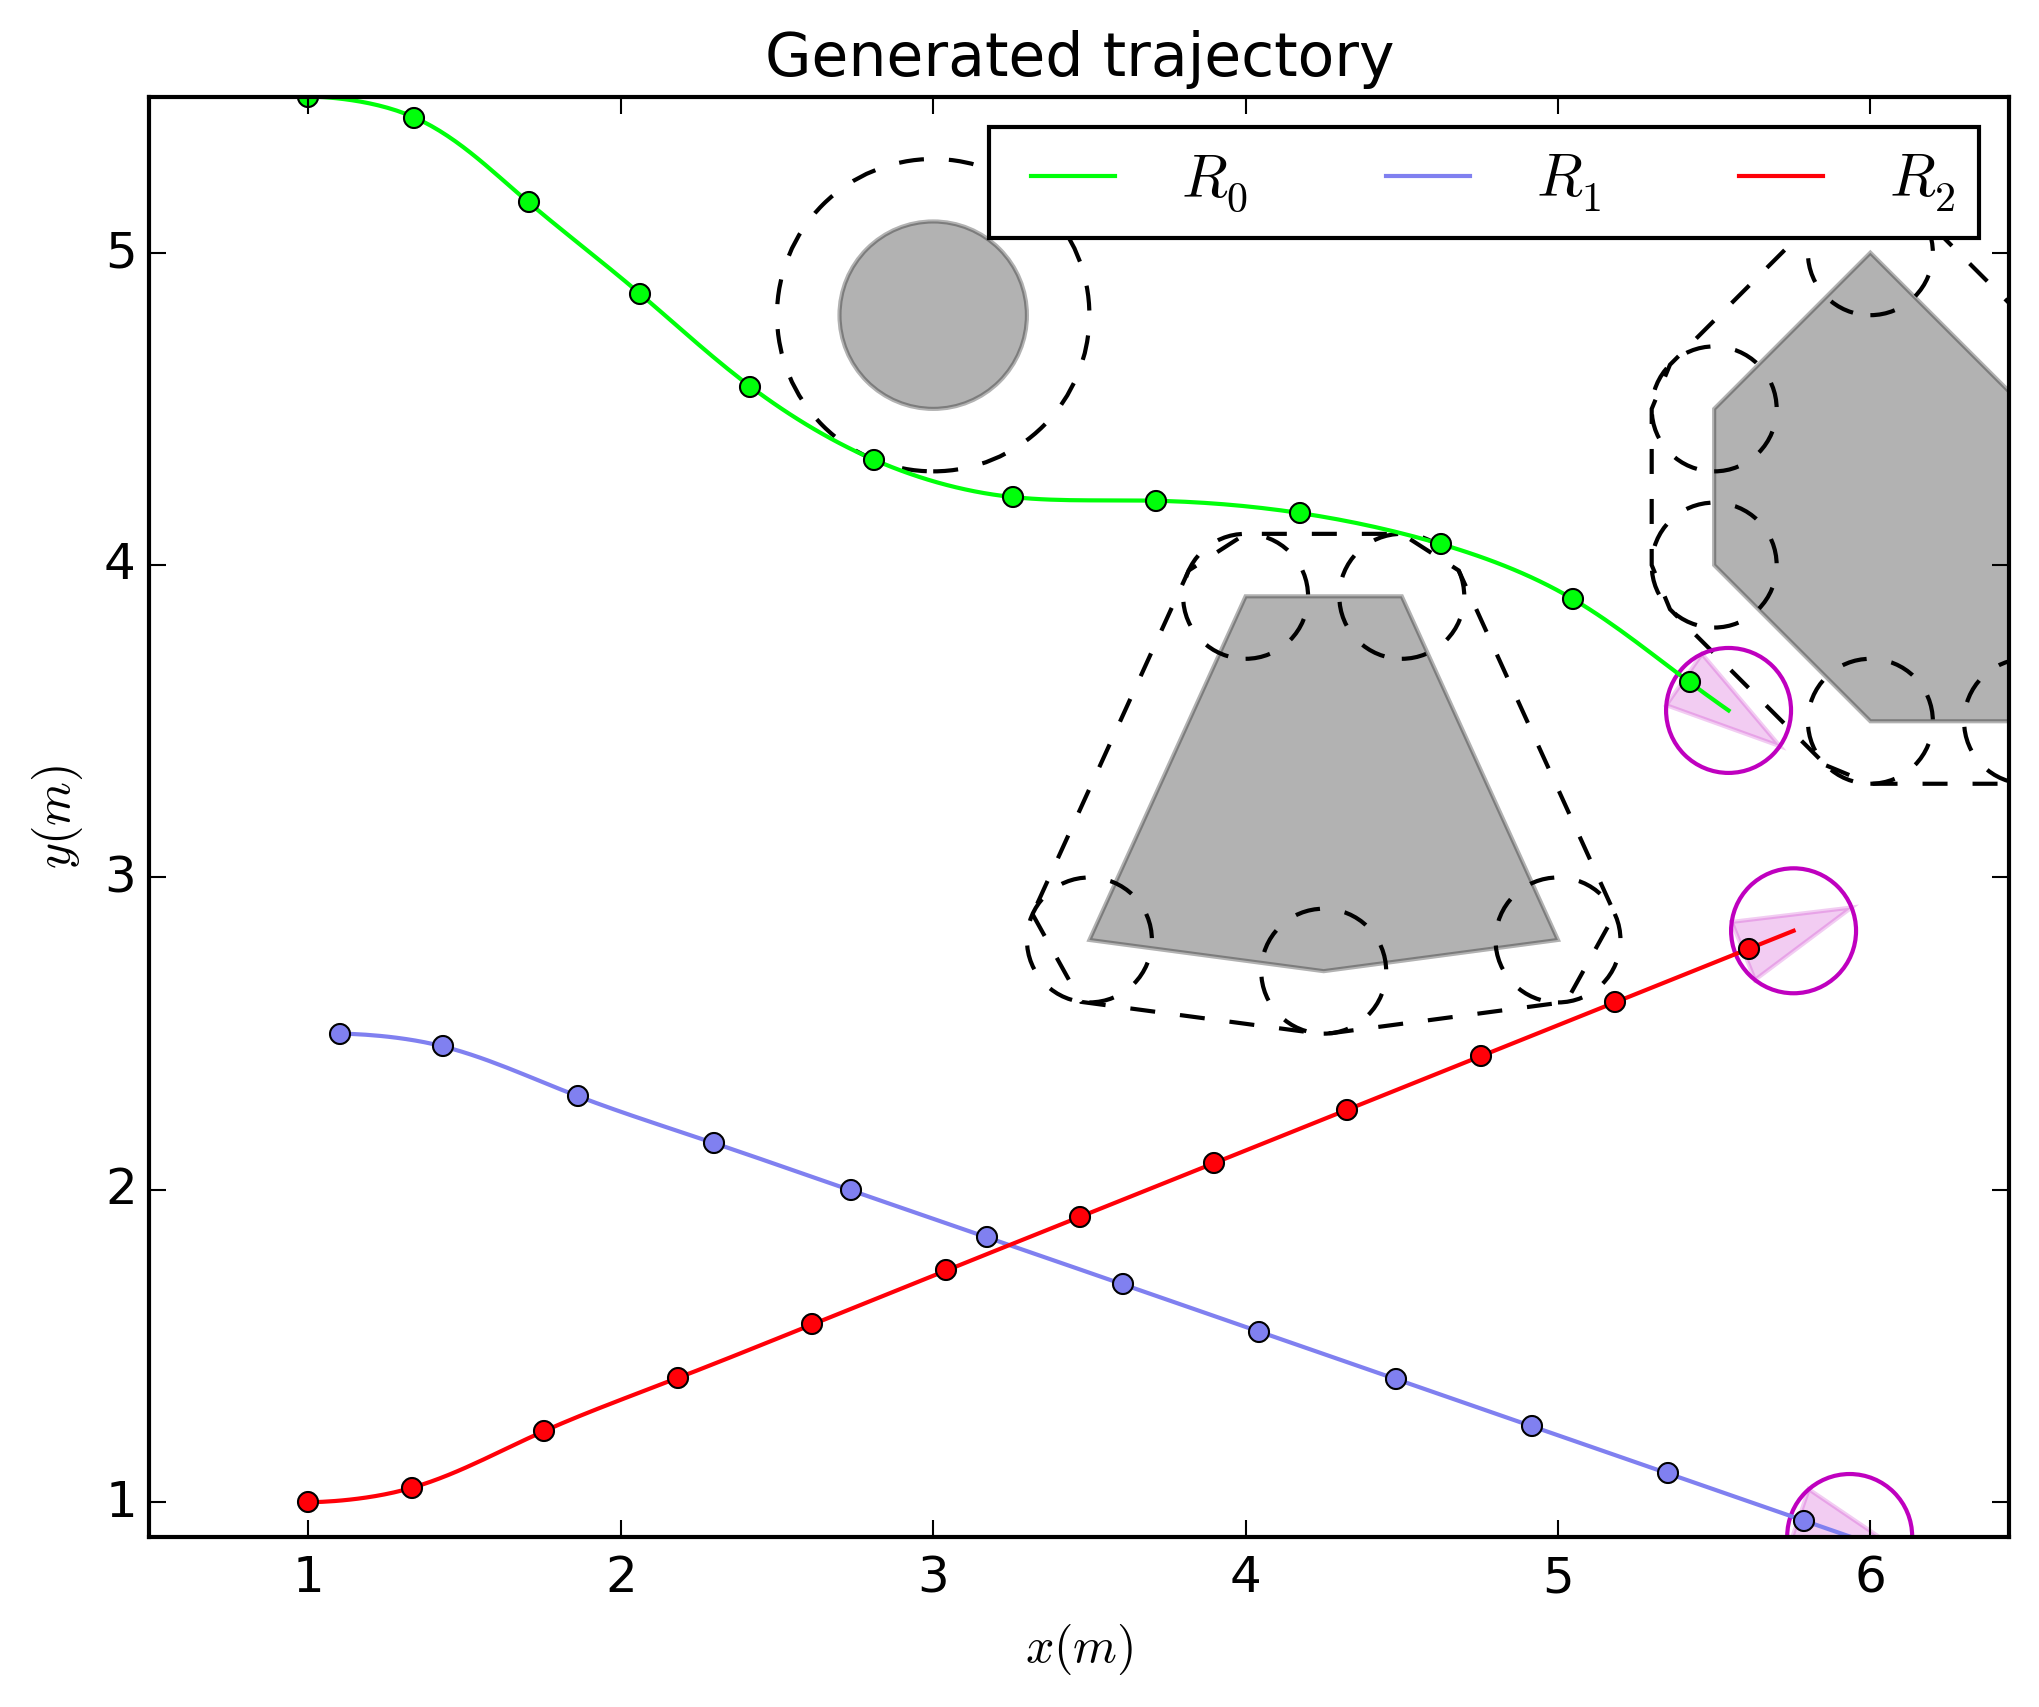 Generated trajectory
R₀ R₁ R₂
5
4
3
2
1
y(m)
1 2 3 4 5 6
x(m)